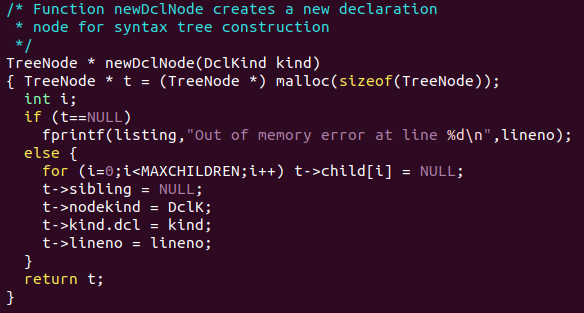 /* Function newDclNode creates a new declaration
 * node for syntax tree construction
 */
TreeNode * newDclNode(DclKind kind)
{ TreeNode * t = (TreeNode *) malloc(sizeof(TreeNode));
  int i;
  if (t==NULL)
    fprintf(listing,"Out of memory error at line %d\n",lineno);
  else {
    for (i=0;i<MAXCHILDREN;i++) t->child[i] = NULL;
    t->sibling = NULL;
    t->nodekind = DclK;
    t->kind.dcl = kind;
    t->lineno = lineno;
  }
  return t;
}